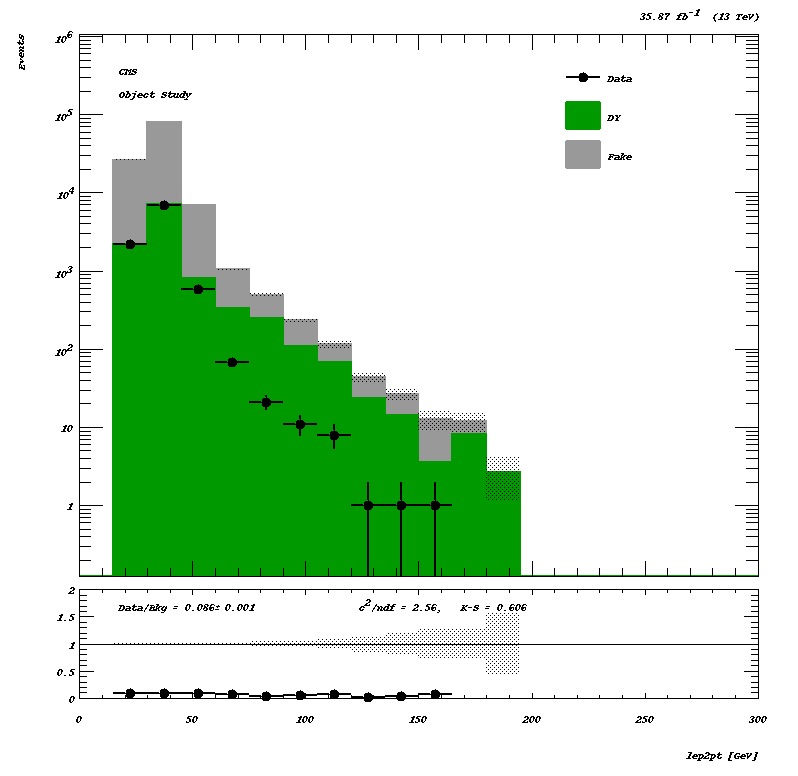 35.87 fb-1 (13 TeV)
Events
10^6
CMS
Data
Object Study
10^5
DY
Fake
10^4
10^3
10^2
10
1
2
Data/Bkg = 0.086± 0.001 c^2/ndf = 2.56, K-S = 0.606
1.5
1
0.5
0
0 50 100 150 200 250 300
lep2pt [GeV]